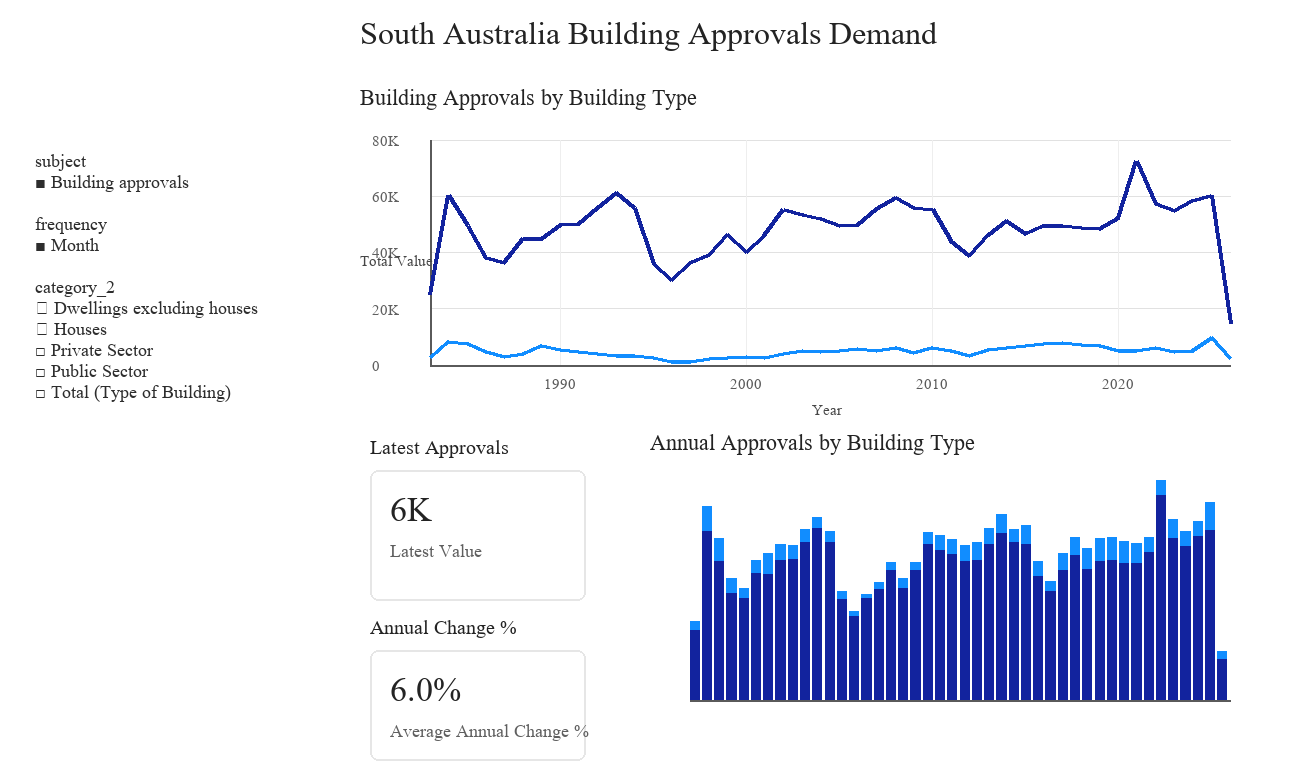 South Australia Building Approvals Demand
subject
■ Building approvals
frequency
■ Month
category_2
□ Dwellings excluding houses
□ Houses
□ Private Sector
□ Public Sector
□ Total (Type of Building)
Building Approvals by Building Type
80K
60K
40K
Total Value
20K
0
1990 2000 2010 2020
Year
Latest Approvals
6K
Latest Value
Annual Change %
6.0%
Average Annual Change %
Annual Approvals by Building Type